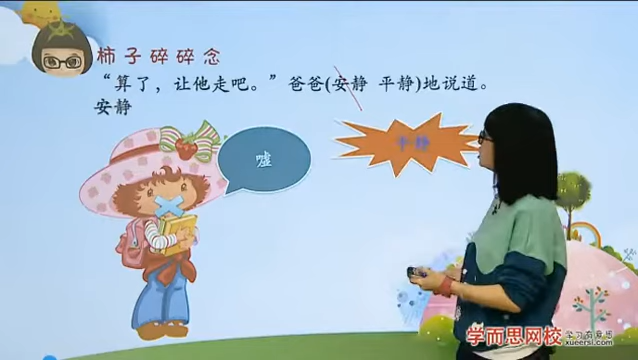 柿子碎碎念
“算了，让他走吧。”爸爸(安静 平静)地说道。
安静
嘘
平静
学而思网校
xueersi.com